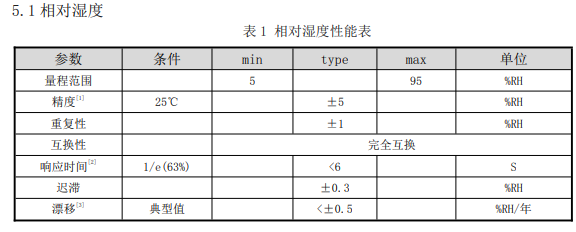 5.1 相对湿度
表 1 相对湿度性能表
参数 条件 min type max 单位
量程范围 5 95 %RH
精度[1] 25℃ ±5 %RH
重复性 ±1 %RH
互换性 完全互换
响应时间[2] 1/e(63%) <6 S
迟滞 ±0.3 %RH
漂移[3] 典型值 <±0.5 %RH/年